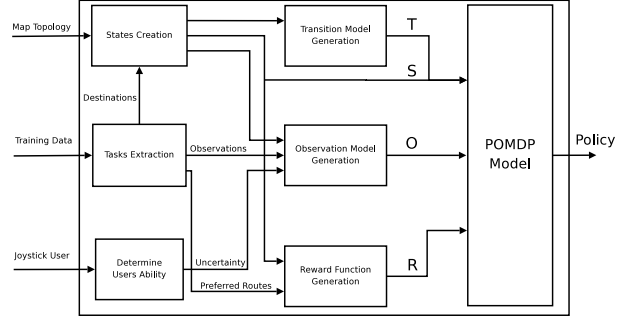 Map Topology
States Creation
Transition Model
Generation
T
S
Destinations
Training Data
Tasks Extraction
Observations
Observation Model
Generation
O
POMDP
Model
Policy
Joystick User
Determine
Users Ability
Uncertainty
Preferred Routes
Reward Function
Generation
R